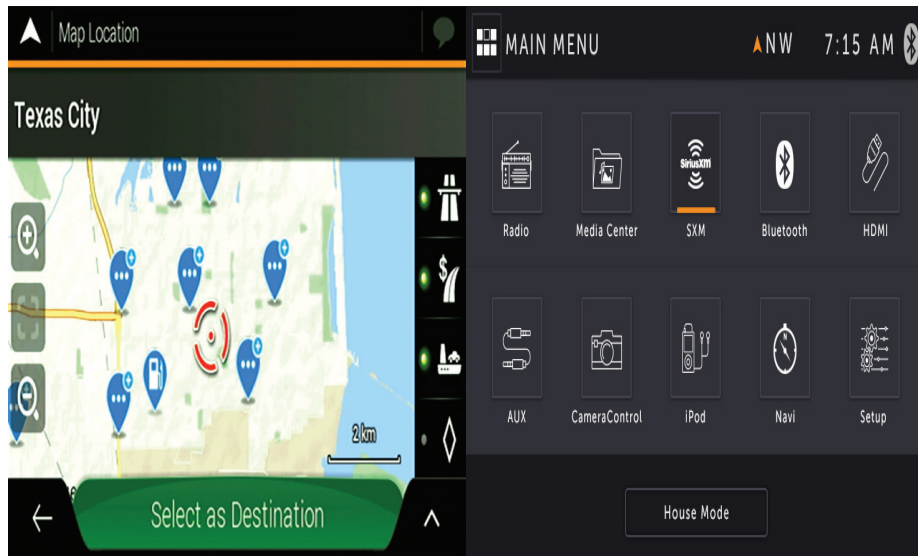 Map Location
Texas City
$
2 km
Select as Destination
MAIN MENU
NW
7:15 AM
SiriusXM
Radio
Media Center
SXM
Bluetooth
HDMI
N
AUX
CameraControl
iPod
Navi
Setup
House Mode